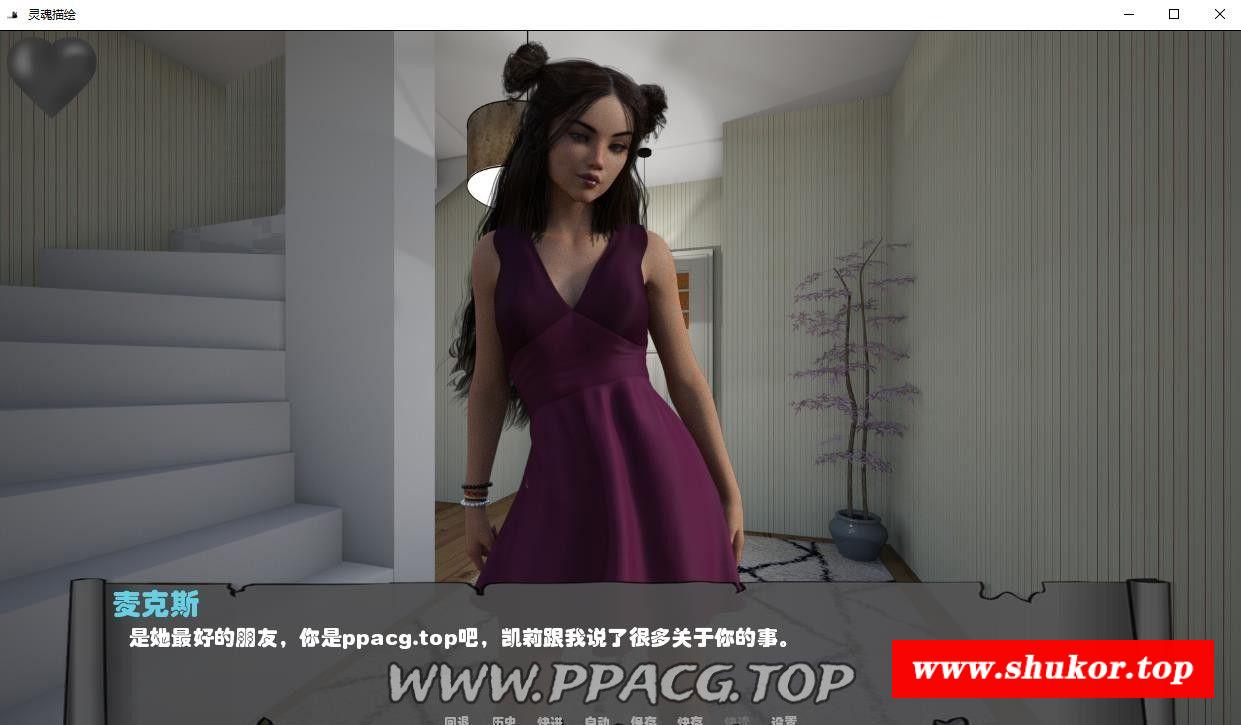 灵魂描绘
麦克斯
是她最好的朋友，你是ppacg.top吧，凯莉跟我说了很多关于你的事。
WWW.PPACG.TOP
www.shukor.top
回退 历史 快进 自动 保存 快存 快读 设置